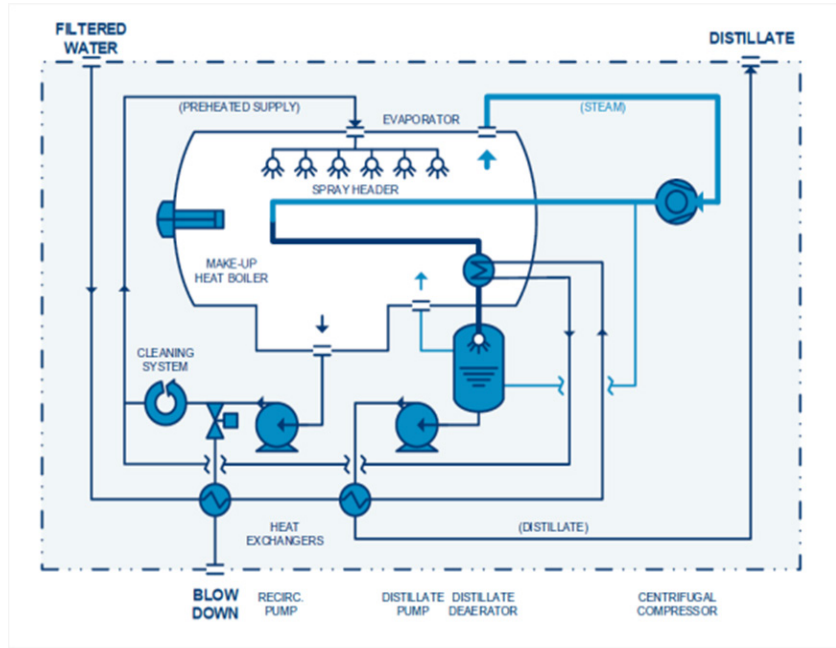 FILTERED
WATER
DISTILLATE
(PREHEATED SUPPLY)
EVAPORATOR
(STEAM)
SPRAY HEADER
MAKE-UP
HEAT BOILER
CLEANING
SYSTEM
HEAT
EXCHANGERS
(DISTILLATE)
BLOW
DOWN
RECIRC.
PUMP
DISTILLATE
PUMP
DISTILLATE
DEAERATOR
CENTRIFUGAL
COMPRESSOR